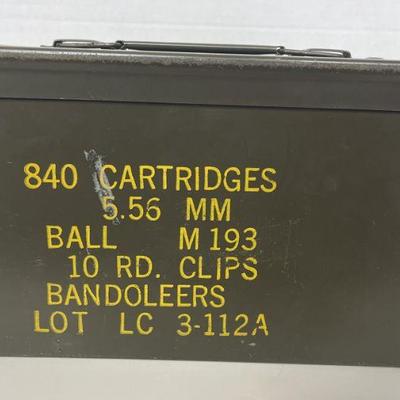 840 CARTRIDGES
5.56 MM
BALL M193
10 RD. CLIPS
BANDOLEERS
LOT LC 3-112A